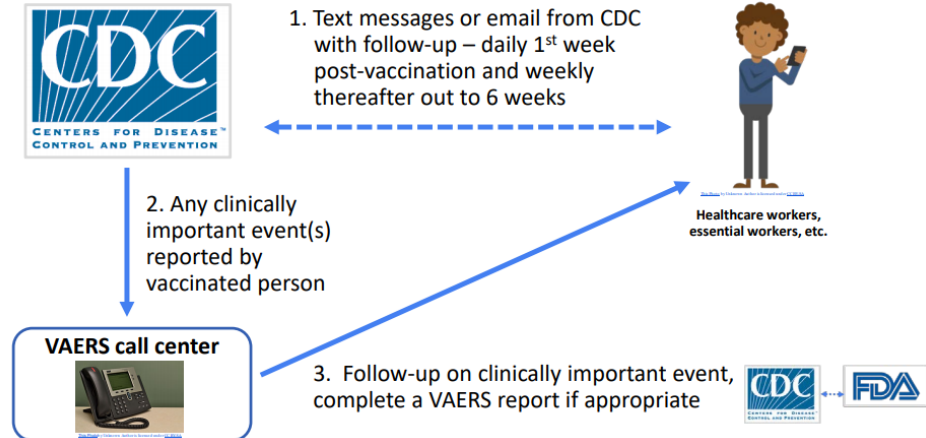 1. Text messages or email from CDC
with follow-up – daily 1st week
post-vaccination and weekly
thereafter out to 6 weeks
CDC
CENTERS FOR DISEASE™
CONTROL AND PREVENTION
Healthcare workers,
essential workers, etc.
2. Any clinically
important event(s)
reported by
vaccinated person
VAERS call center
3. Follow-up on clinically important event,
complete a VAERS report if appropriate
CDC
CENTERS FOR DISEASE
CONTROL AND PREVENTION
FDA